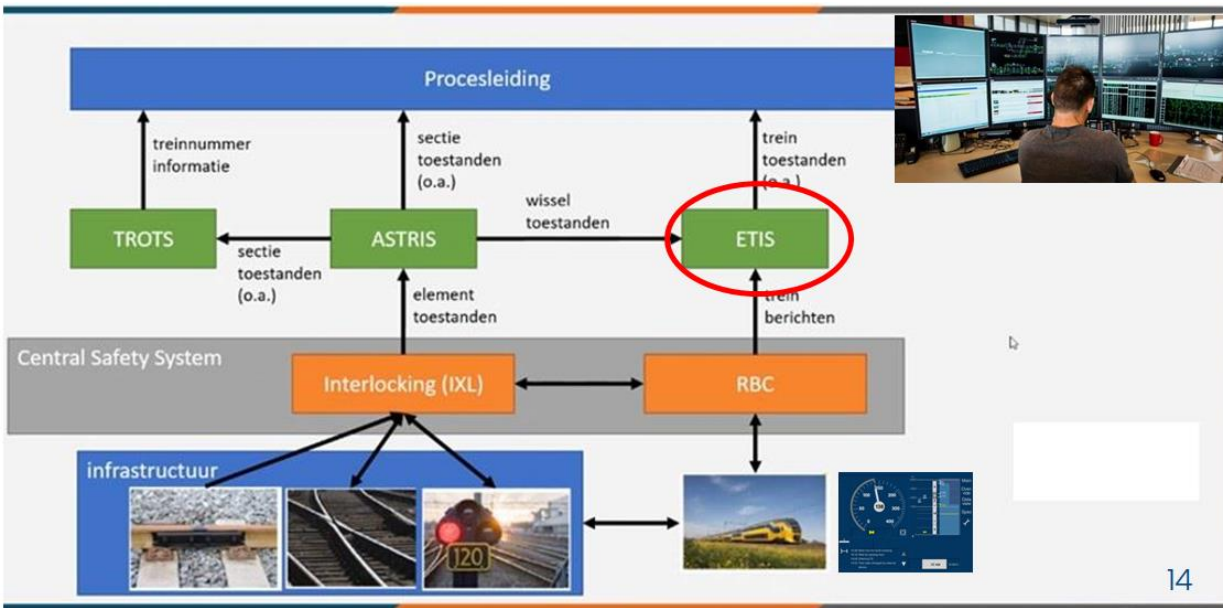 Procesleiding
treinnummer
informatie
sectie
toestanden
(o.a.)
trein
toestanden
(o.a.)
wissel
toestanden
TROTS
ASTRIS
ETIS
sectie
toestanden
(o.a.)
element
toestanden
trein
berichten
Central Safety System
Interlocking (IXL)
RBC
infrastructuur
120
14